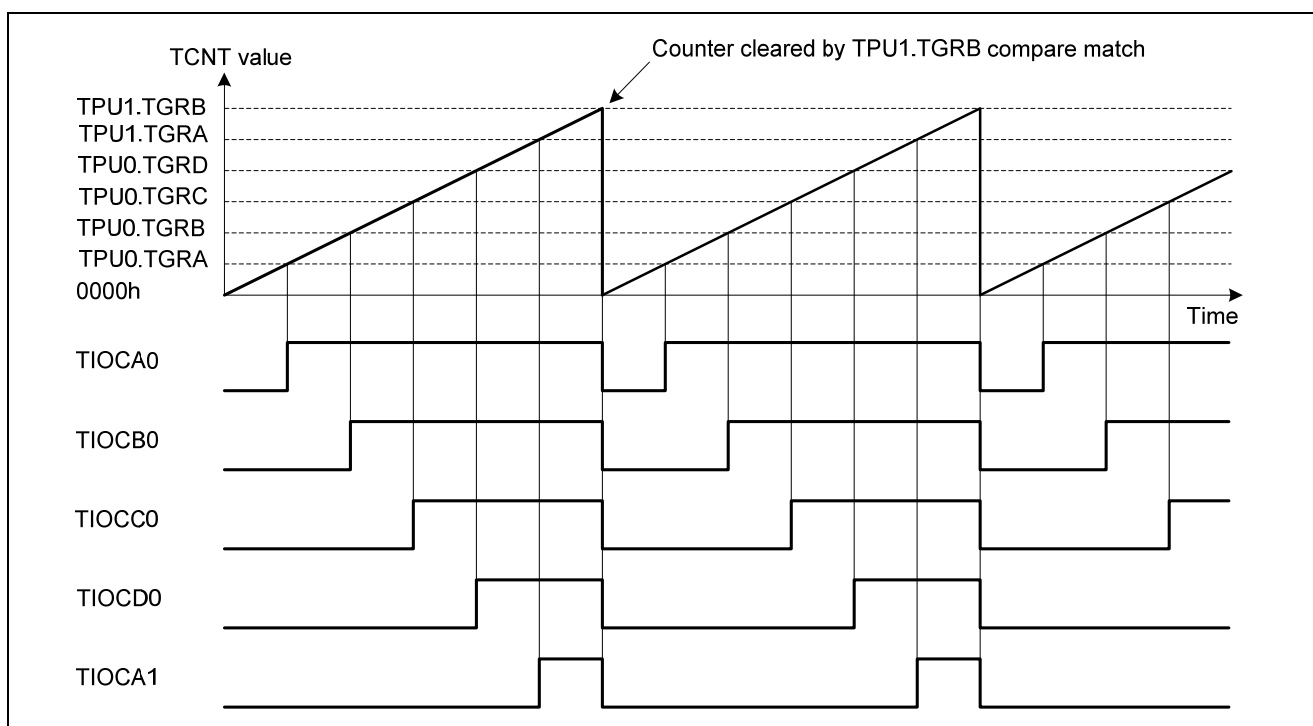 Counter cleared by TPU1.TGRB compare match
TCNT value
TPU1.TGRB
TPU1.TGRA
TPU0.TGRD
TPU0.TGRC
TPU0.TGRB
TPU0.TGRA
0000h
Time
TIOCA0
TIOCB0
TIOCC0
TIOCD0
TIOCA1